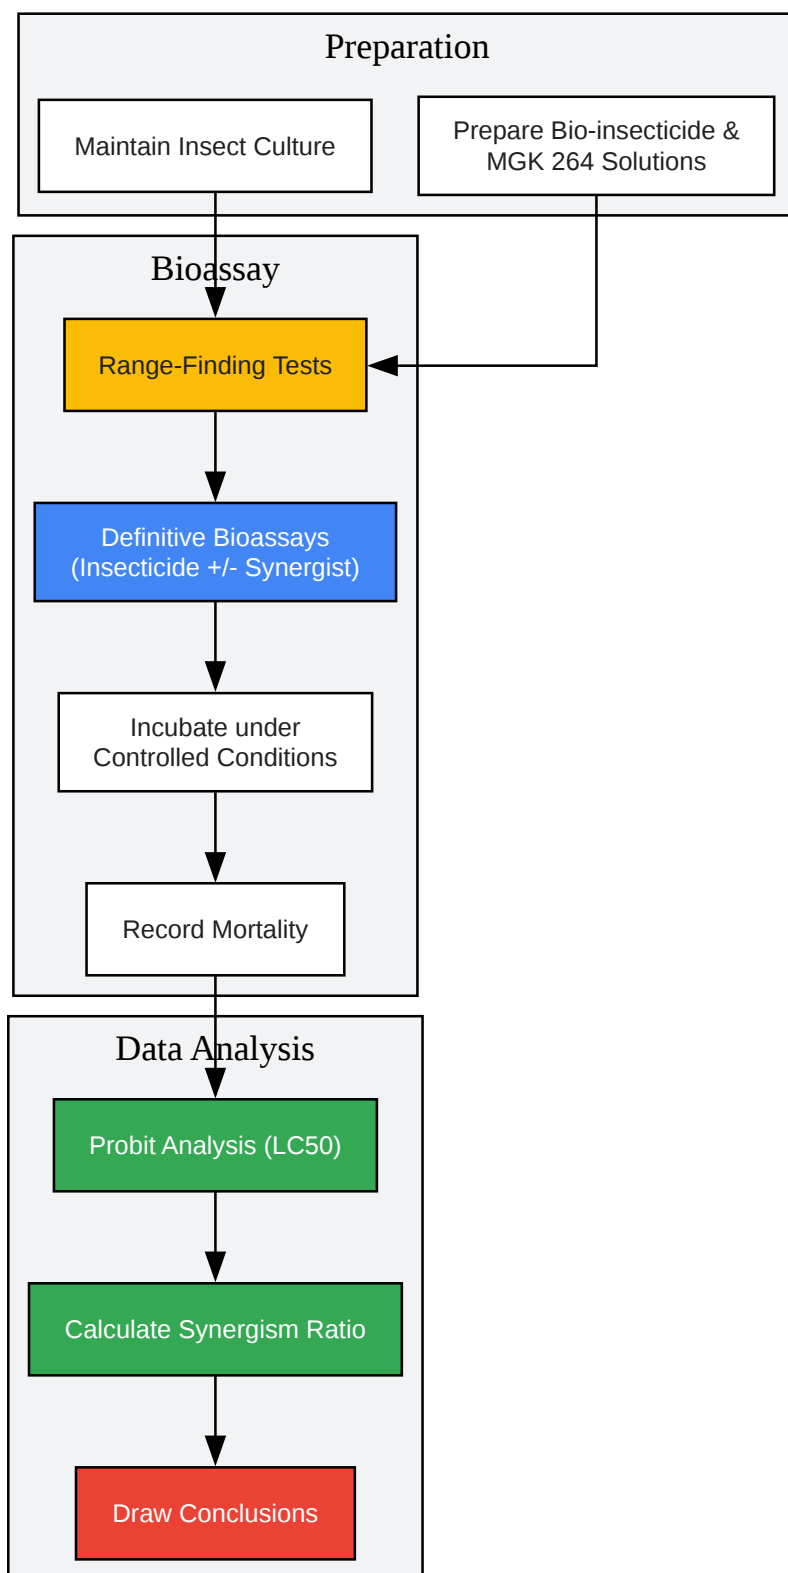 Preparation
Maintain Insect Culture
Prepare Bio-insecticide &
MGK 264 Solutions
Bioassay
Range-Finding Tests
Definitive Bioassays
(Insecticide +/- Synergist)
Incubate under
Controlled Conditions
Record Mortality
Data Analysis
Probit Analysis (LC50)
Calculate Synergism Ratio
Draw Conclusions